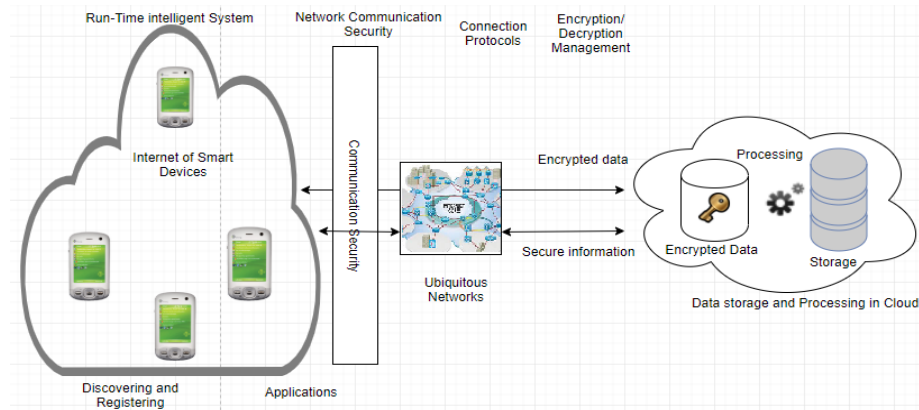 Run-Time intelligent System
Network Communication
Security
Connection
Protocols
Encryption/
Decryption
Management
Internet of Smart
Devices
Communication Security
Encrypted data
Secure information
Ubiquitous
Networks
Processing
Encrypted Data
Storage
Data storage and Processing in Cloud
Discovering and
Registering
Applications